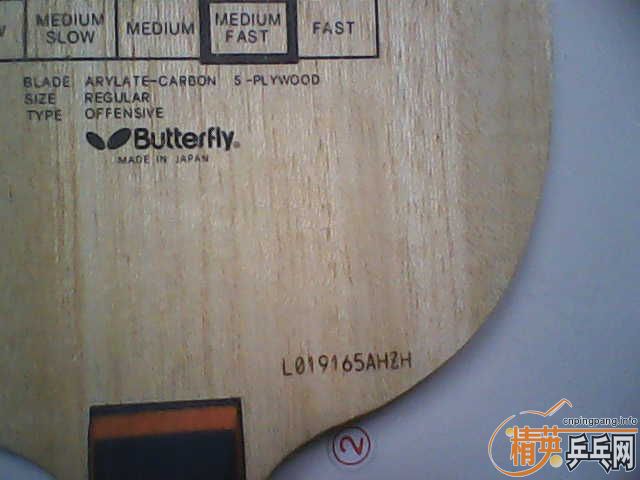 MEDIUM SLOW
MEDIUM
MEDIUM FAST
FAST
BLADE ARYLATE-CARBON 5-PLYWOOD
SIZE REGULAR
TYPE OFFENSIVE
Butterfly®
MADE IN JAPAN
L019165AHZH
2
cnpingpang.info
精英乒乓网